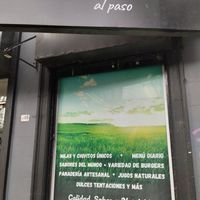 al paso
MILAS Y CHIVITOS ÚNICOS • MENÚ DIARIO
SABORES DEL MUNDO • VARIEDAD DE BURGERS
PANADERÍA ARTESANAL • JUGOS NATURALES
DULCES TENTACIONES Y MÁS
Calidad, Sabor